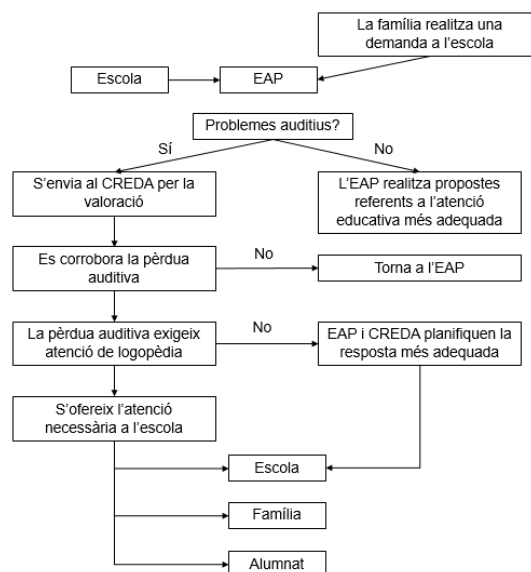 La família realitza una
demanda a l’escola
Escola
EAP
Problemes auditius?
Sí
No
S’envia al CREDA per la
valoració
L’EAP realitza propostes
referents a l’atenció
educativa més adequada
Es corrobora la pèrdua
auditiva
No
Torna a l’EAP
La pèrdua auditiva exigeix
atenció de logopèdia
No
EAP i CREDA planifiquen la
resposta més adequada
S’ofereix l’atenció
necessària a l’escola
Escola
Família
Alumnat